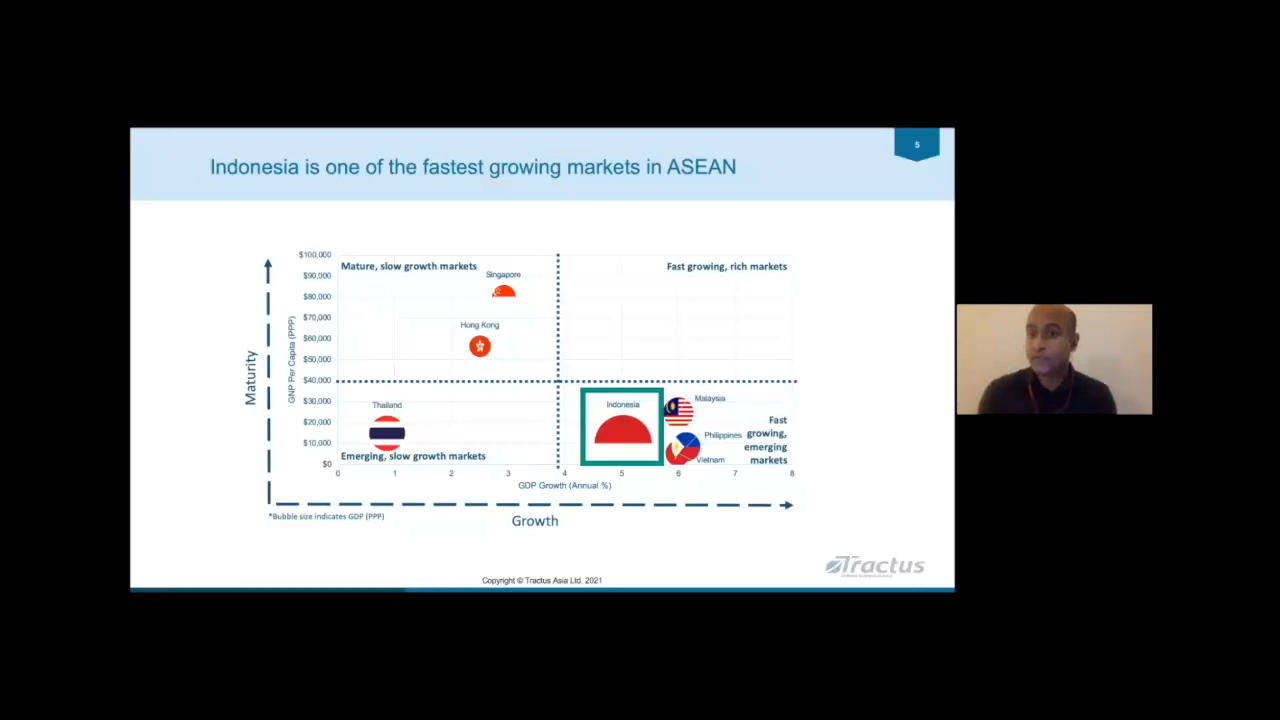 5
Indonesia is one of the fastest growing markets in ASEAN
$100,000
$90,000
$80,000
$70,000
$60,000
$50,000
$40,000
$30,000
$20,000
$10,000
$0
Maturity
GNP Per Capita (PPP)
Mature, slow growth markets
Singapore
Fast growing, rich markets
Hong Kong
Thailand
Emerging, slow growth markets
Indonesia
Malaysia
Philippines
Vietnam
Fast
growing,
emerging
markets
0 1 2 3 4 5 6 7 8
GDP Growth (Annual %)
*Bubble size indicates GDP (PPP)
Growth
Tractus
Copyright © Tractus Asia Ltd. 2021